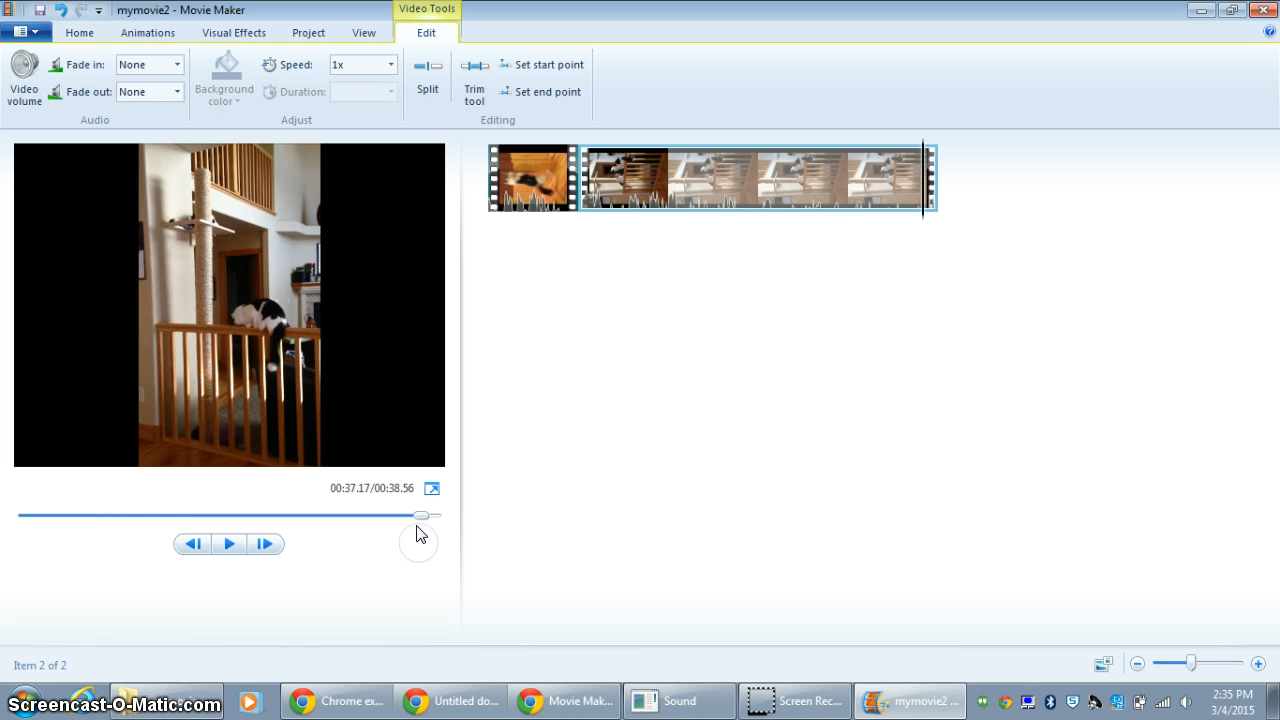 mymovie2 - Movie Maker
Video Tools
Home
Animations
Visual Effects
Project
View
Edit
Video volume
Fade in:
None
Fade out:
None
Audio
Background color
Speed:
1x
Duration:
Adjust
Split
Trim tool
Set start point
Set end point
Editing
00:37.17/00:38.56
Item 2 of 2
Chrome ex...
Untitled do...
Movie Mak...
Sound
Screen Rec...
mymovie2 ...
2:35 PM
3/4/2015
Screencast-O-Matic.com